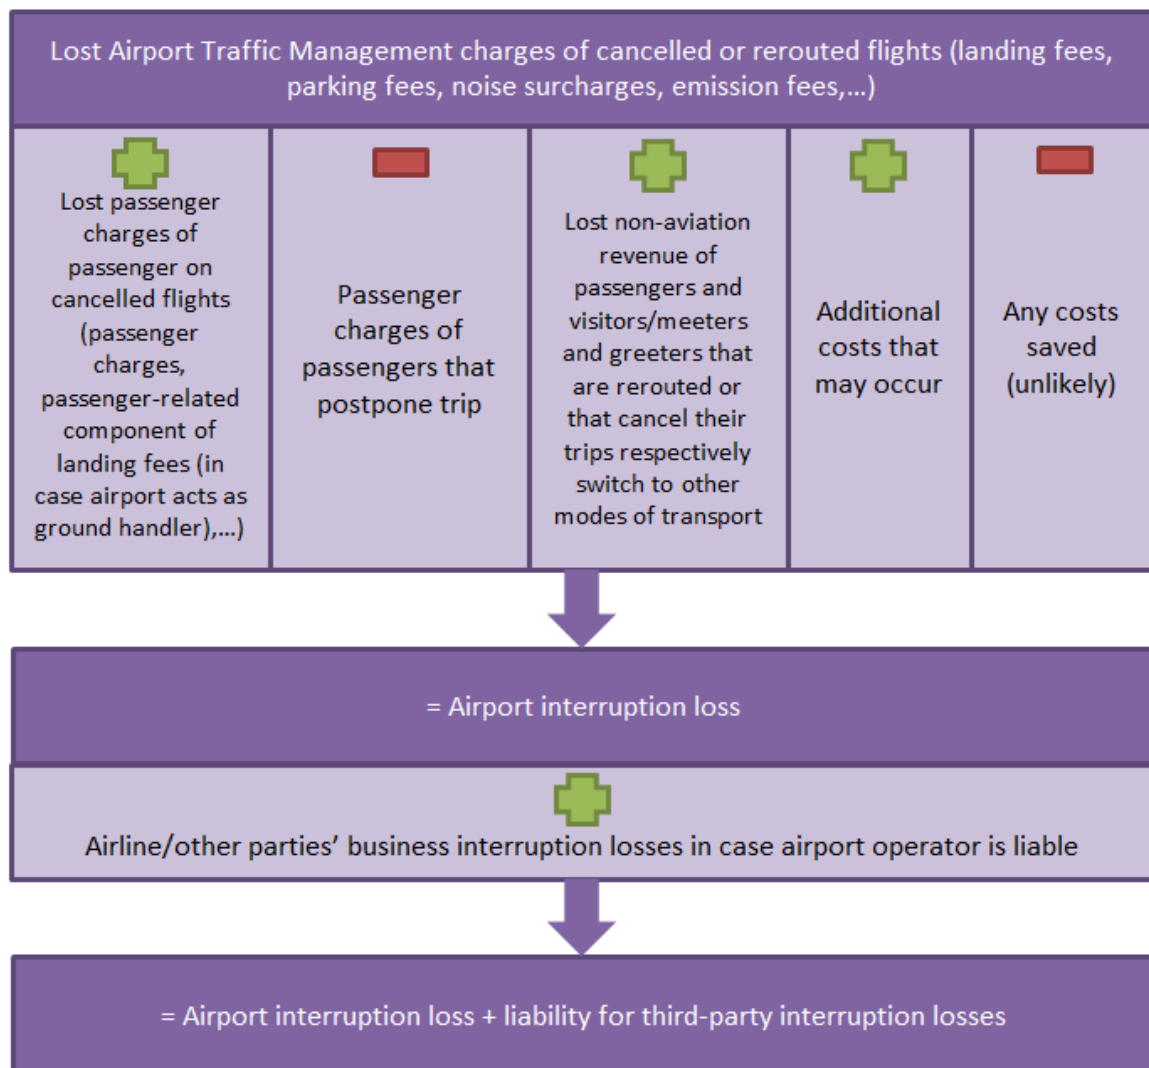 Lost Airport Traffic Management charges of cancelled or rerouted flights (landing fees,
parking fees, noise surcharges, emission fees,...)
Lost passenger
charges of
passenger on
cancelled flights
(passenger
charges,
passenger-related
component of
landing fees (in
case airport acts as
ground handler),...)
Passenger
charges of
passengers that
postpone trip
Lost non-aviation
revenue of
passengers and
visitors/meeters
and greeters that
are rerouted or
that cancel their
trips respectively
switch to other
modes of transport
Additional
costs that
may occur
Any costs
saved
(unlikely)
= Airport interruption loss
Airline/other parties’ business interruption losses in case airport operator is liable
= Airport interruption loss + liability for third-party interruption losses